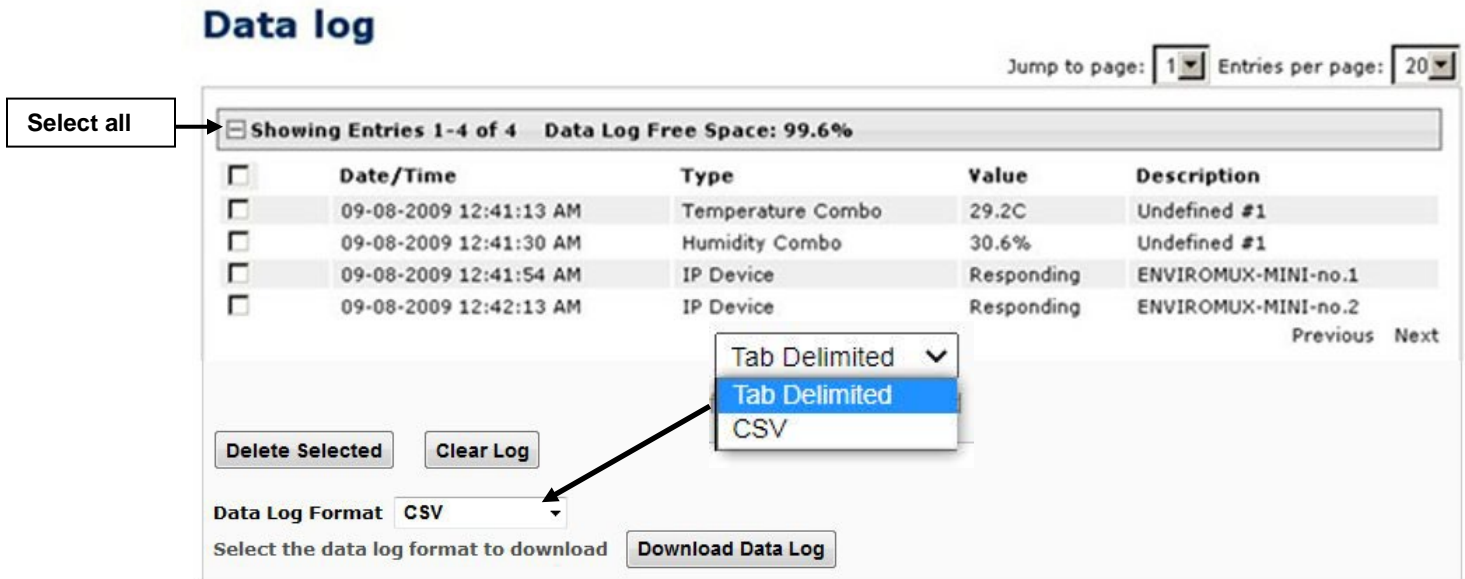 Data log
Jump to page: 1 Entries per page: 20
Select all
Showing Entries 1-4 of 4 Data Log Free Space: 99.6%
Date/Time Type Value Description
09-08-2009 12:41:13 AM Temperature Combo 29.2C Undefined #1
09-08-2009 12:41:30 AM Humidity Combo 30.6% Undefined #1
09-08-2009 12:41:54 AM IP Device Responding ENVIROMUX-MINI-no.1
09-08-2009 12:42:13 AM IP Device Responding ENVIROMUX-MINI-no.2
Previous Next
Tab Delimited
Tab Delimited
CSV
Delete Selected Clear Log
Data Log Format CSV
Select the data log format to download Download Data Log